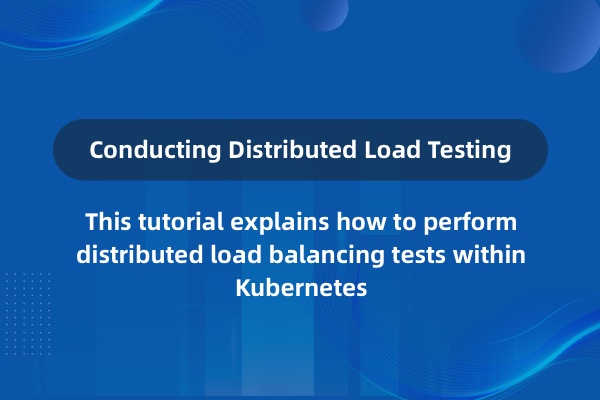 Conducting Distributed Load Testing
This tutorial explains how to perform
distributed load balancing tests within
Kubernetes